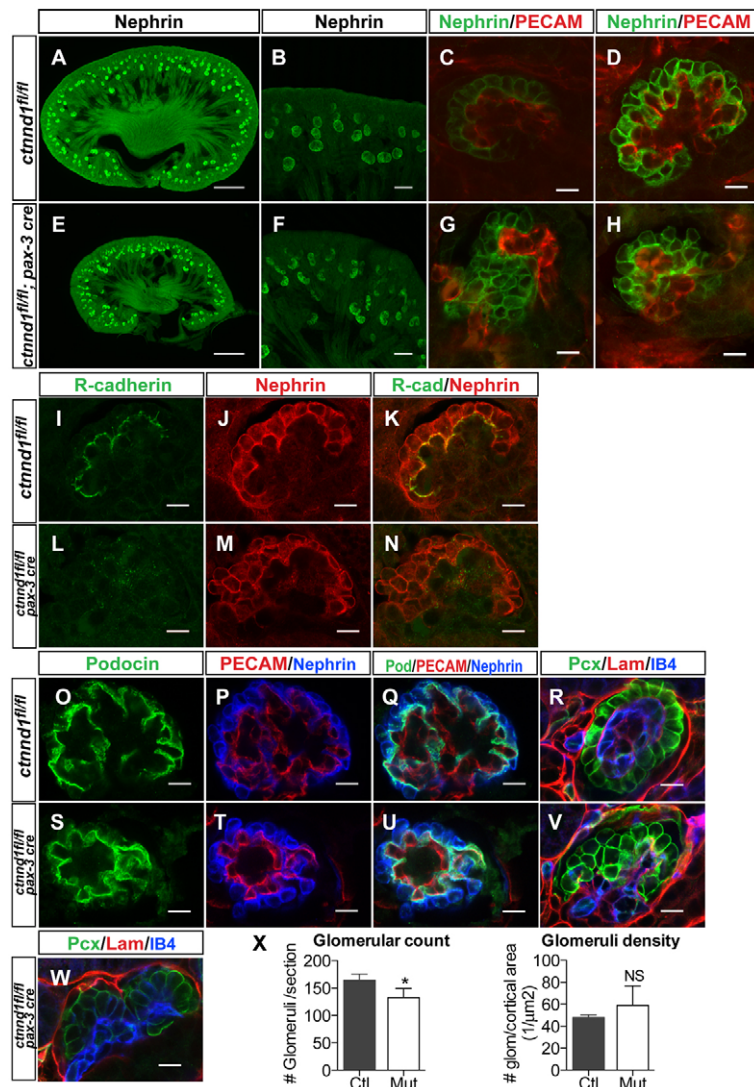 Nephrin
Nephrin
Nephrin/PECAM
Nephrin/PECAM
ctnnd1fl/fl
A
B
C
D
ctnnd1fl/fl; pax-3 cre
E
F
G
H
R-cadherin
Nephrin
R-cad/Nephrin
ctnnd1fl/fl
I
J
K
ctnnd1fl/fl
pax-3 cre
L
M
N
Podocin
PECAM/Nephrin
Pod/PECAM/Nephrin
Pcx/Lam/IB4
ctnnd1fl/fl
O
P
Q
R
ctnnd1fl/fl
pax-3 cre
S
T
U
V
Pcx/Lam/IB4
ctnnd1fl/fl
pax-3 cre
W
X
Glomerular count
# Glomeruli /section
200
150
100
50
0
*
Ctl
Mut
Glomeruli density
# glom/cortical area
(1/µm2)
100
80
60
40
20
0
NS
Ctl
Mut